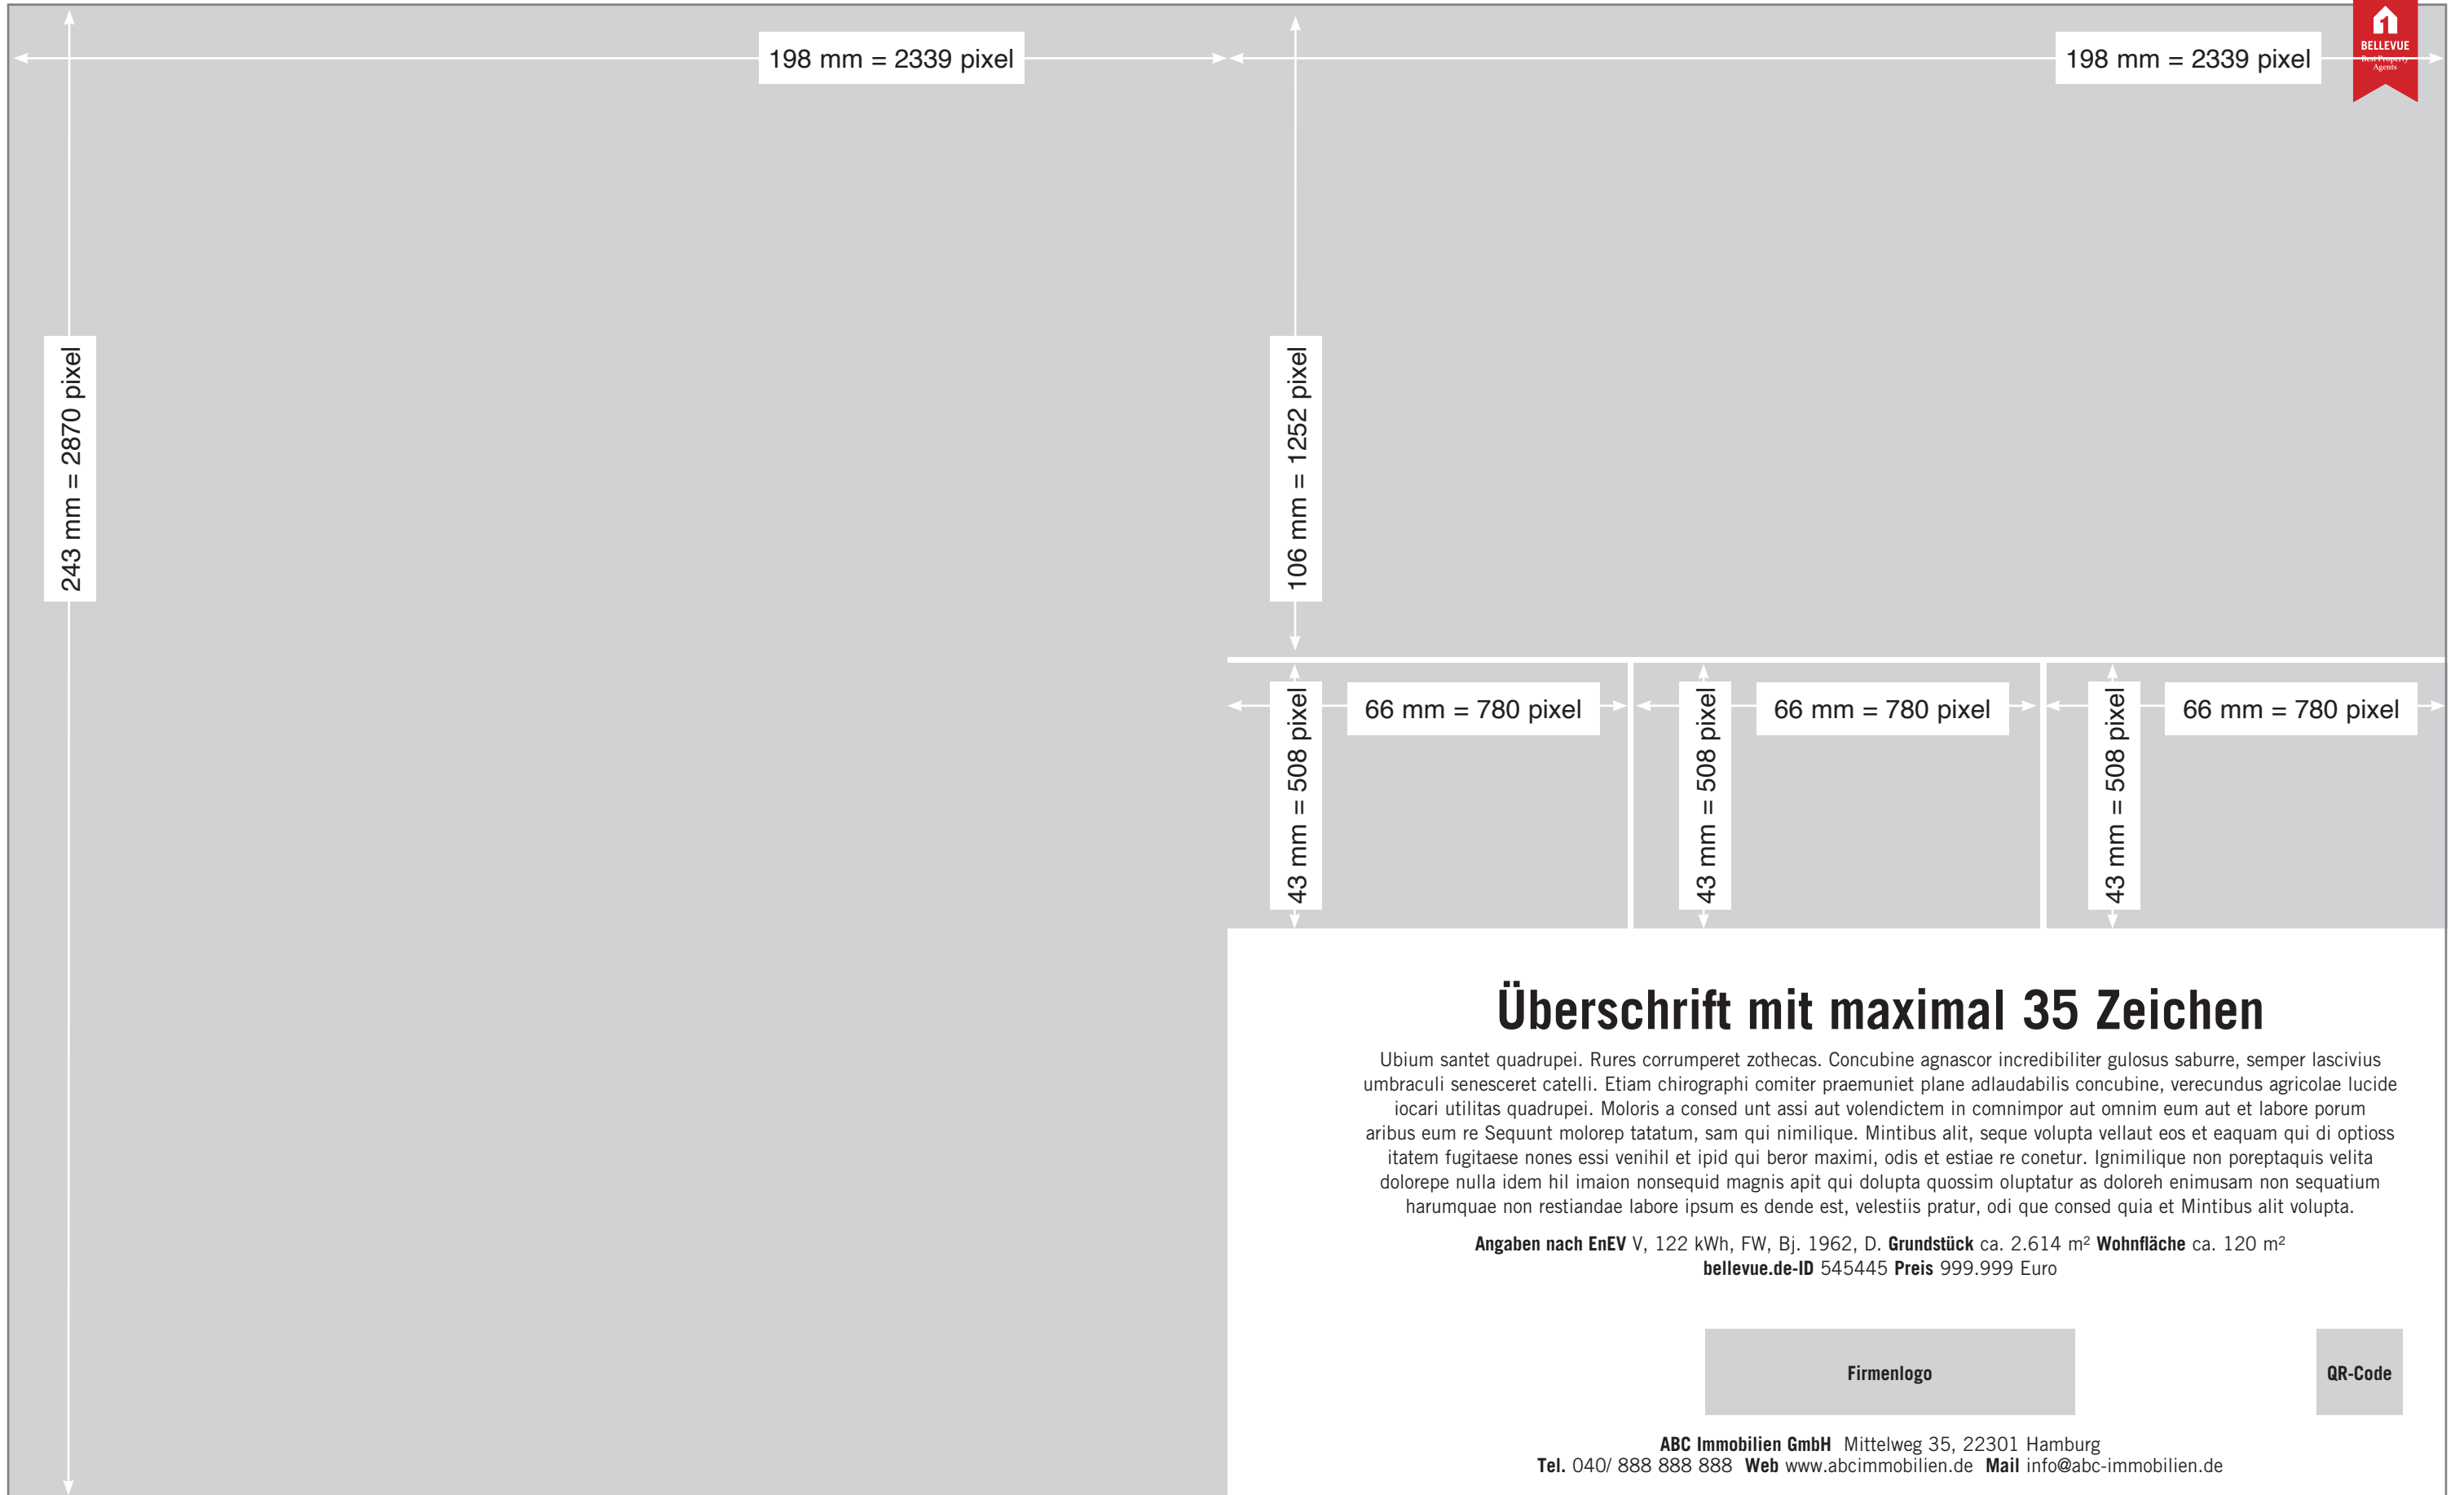 198 mm = 2339 pixel
198 mm = 2339 pixel
1
BELLEVUE
Best Property
Agents
243 mm = 2870 pixel
106 mm = 1252 pixel
43 mm = 508 pixel
66 mm = 780 pixel
43 mm = 508 pixel
66 mm = 780 pixel
43 mm = 508 pixel
66 mm = 780 pixel
Überschrift mit maximal 35 Zeichen
Ubium santet quadrupei. Rures corrumperet zothecas. Concubine agnascor incredibiliter gulosus saburre, semper lascivius
umbraculi senesceret catelli. Etiam chirographi comiter praemuniet plane adlaudabilis concubine, verecundus agricolae lucide
iocari utilitas quadrupei. Moloris a consed unt assi aut volendictem in comnimpor aut omnim eum aut et labore porum
aribus eum re Sequunt molorep tatatum, sam qui nimilique. Mintibus alit, seque volupta vellaut eos et eaquam qui di optioss
itatem fugitaese nones essi venihil et ipid qui beror maximi, odis et estiae re conetur. Ignimilique non poreptaquis velita
dolorepe nulla idem hil imaion nonsequid magnis apit qui dolupta quossim oluptatur as doloreh enimusam non sequatium
harumquae non restiandae labore ipsum es dende est, velestiis pratur, odi que consed quia et Mintibus alit volupta.
Angaben nach EnEV V, 122 kWh, FW, Bj. 1962, D. Grundstück ca. 2.614 m² Wohnfläche ca. 120 m²
bellevue.de-ID 545445 Preis 999.999 Euro
Firmenlogo
QR-Code
ABC Immobilien GmbH Mittelweg 35, 22301 Hamburg
Tel. 040/ 888 888 888 Web www.abcimmobilien.de Mail info@abc-immobilien.de